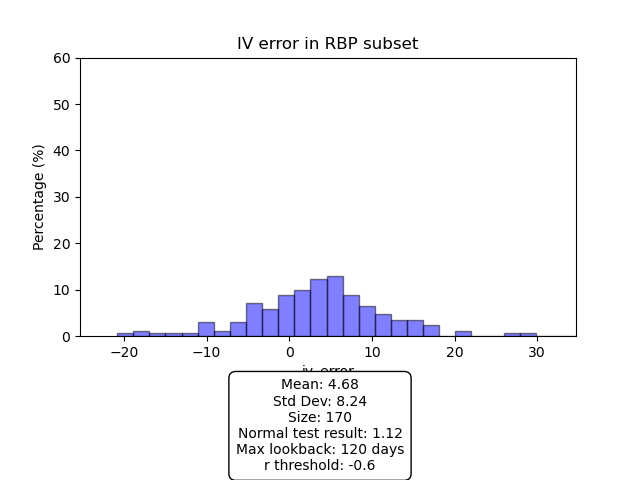 IV error in RBP subset
60
50
40
30
20
10
0
Percentage (%)
−20
−10
0
10
20
30
iv_error
Mean: 4.68
Std Dev: 8.24
Size: 170
Normal test result: 1.12
Max lookback: 120 days
r threshold: -0.6